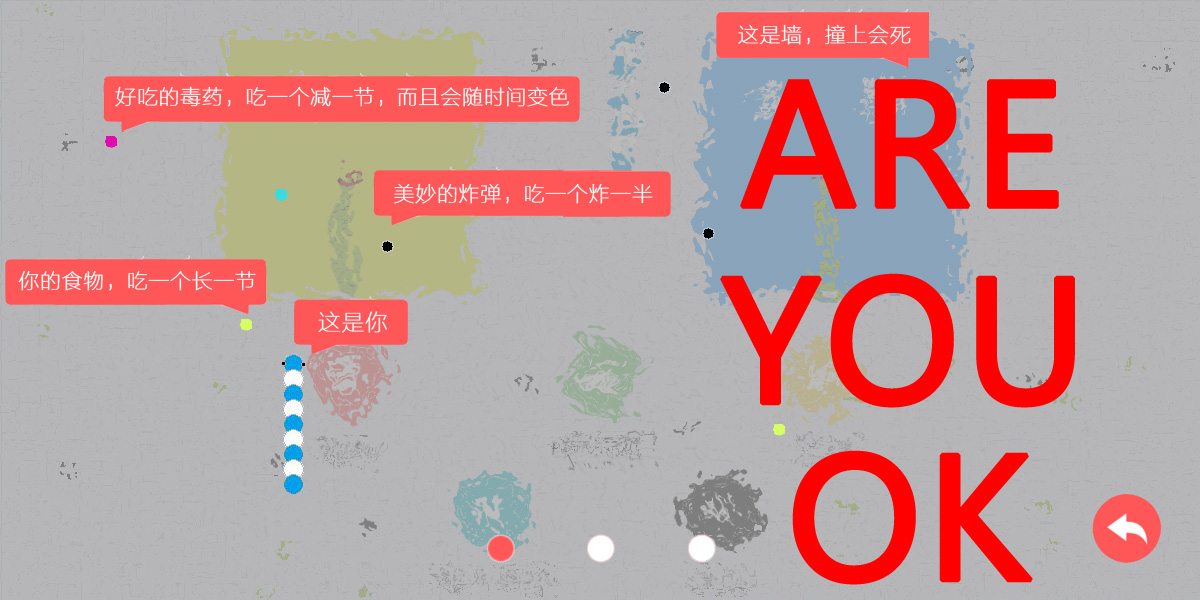 这是墙，撞上会死
好吃的毒药，吃一个减一节，而且会随时间变色
美妙的炸弹，吃一个炸一半
你的食物，吃一个长一节
这是你
ARE
YOU
OK